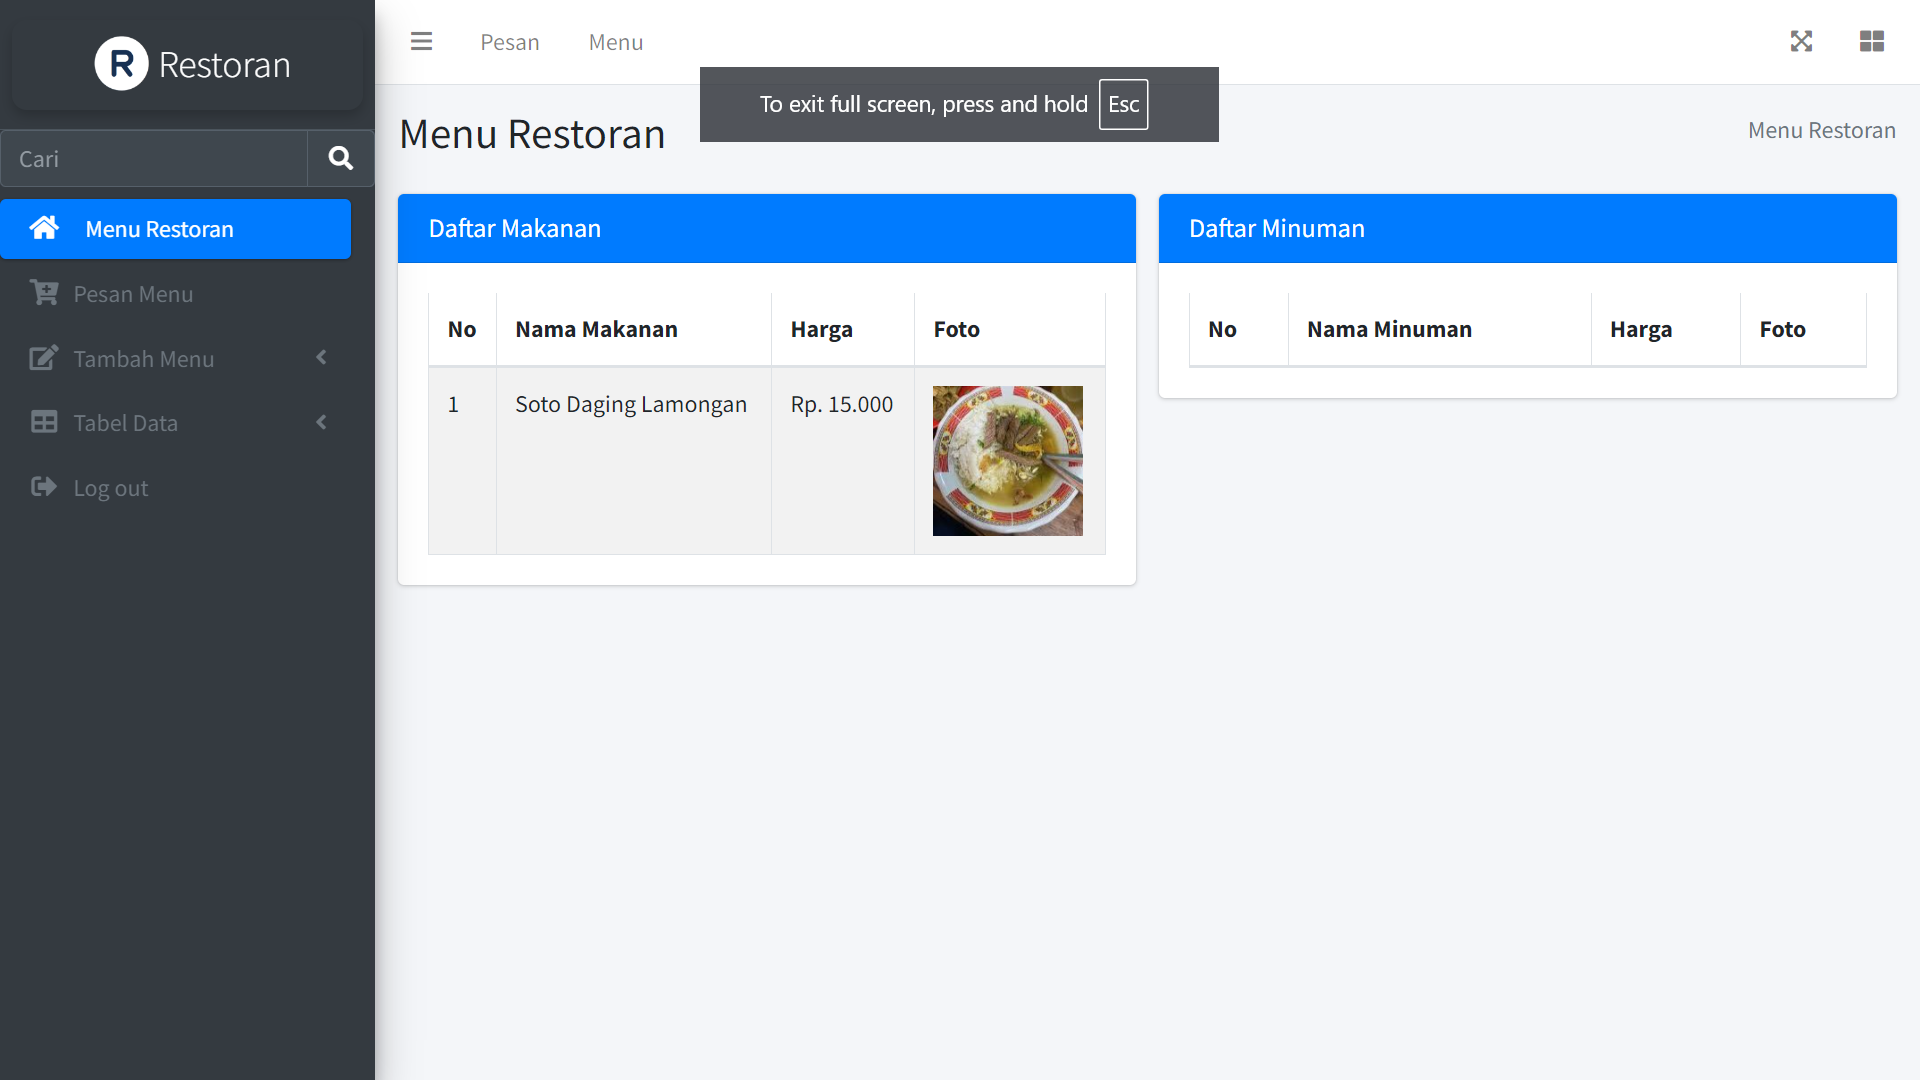 R Restoran
Cari
Menu Restoran
Pesan Menu
Tambah Menu
Tabel Data
Log out
Pesan Menu
To exit full screen, press and hold Esc
Menu Restoran
Menu Restoran
Daftar Makanan
No Nama Makanan Harga Foto
1 Soto Daging Lamongan Rp. 15.000
Daftar Minuman
No Nama Minuman Harga Foto